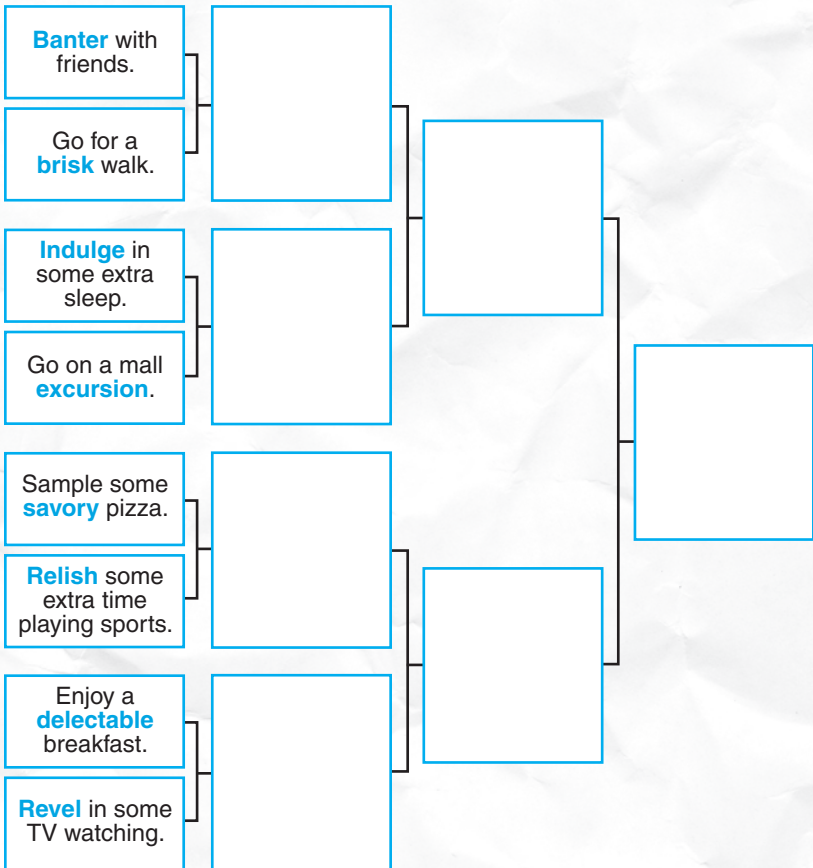 Banter with
friends.
Go for a
brisk walk.
Indulge in
some extra
sleep.
Go on a mall
excursion.
Sample some
savory pizza.
Relish some
extra time
playing sports.
Enjoy a
delectable
breakfast.
Revel in some
TV watching.